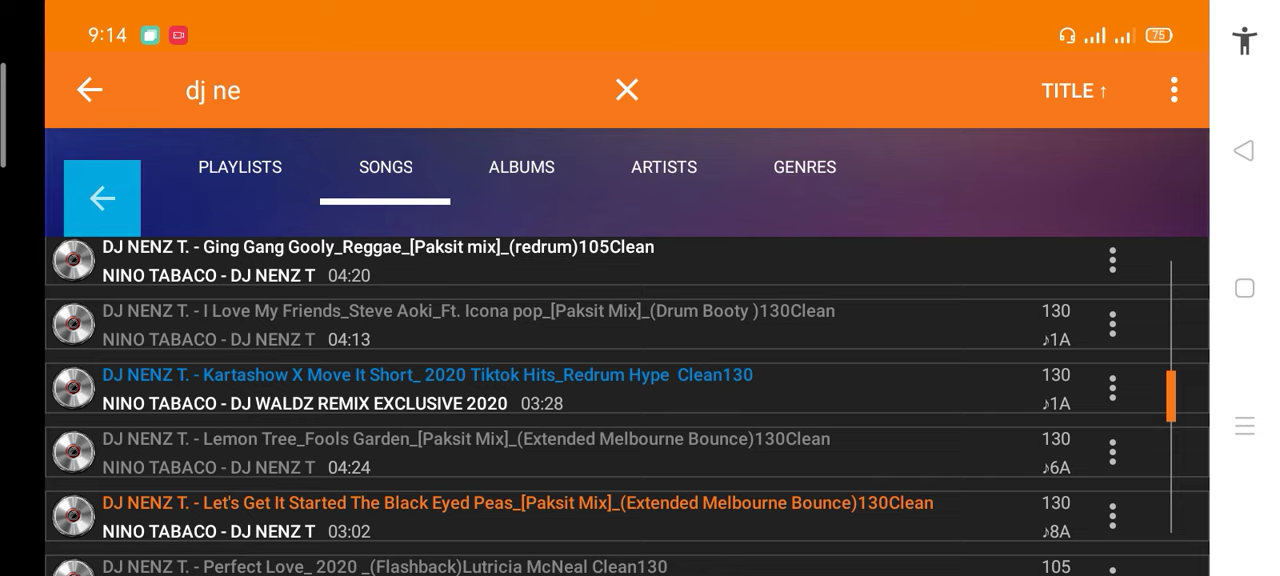 9:14
75
dj ne
TITLE ↑
PLAYLISTS SONGS ALBUMS ARTISTS GENRES
DJ NENZ T. - Ging Gang Gooly_Reggae_[Paksit mix]_(redrum)105Clean
NINO TABACO - DJ NENZ T 04:20
DJ NENZ T. - I Love My Friends_Steve Aoki_Ft. Icona pop_[Paksit Mix]_(Drum Booty )130Clean 130
NINO TABACO - DJ NENZ T 04:13 ♪1A
DJ NENZ T. - Kartashow X Move It Short_ 2020 Tiktok Hits_Redrum Hype Clean130 130
NINO TABACO - DJ WALDZ REMIX EXCLUSIVE 2020 03:28 ♪1A
DJ NENZ T. - Lemon Tree_Fools Garden_[Paksit Mix]_(Extended Melbourne Bounce)130Clean 130
NINO TABACO - DJ NENZ T 04:24 ♪6A
DJ NENZ T. - Let's Get It Started The Black Eyed Peas_[Paksit Mix]_(Extended Melbourne Bounce)130Clean 130
NINO TABACO - DJ NENZ T 03:02 ♪8A
DJ NENZ T. - Perfect Love_ 2020 _(Flashback)Lutricia McNeal Clean130 105